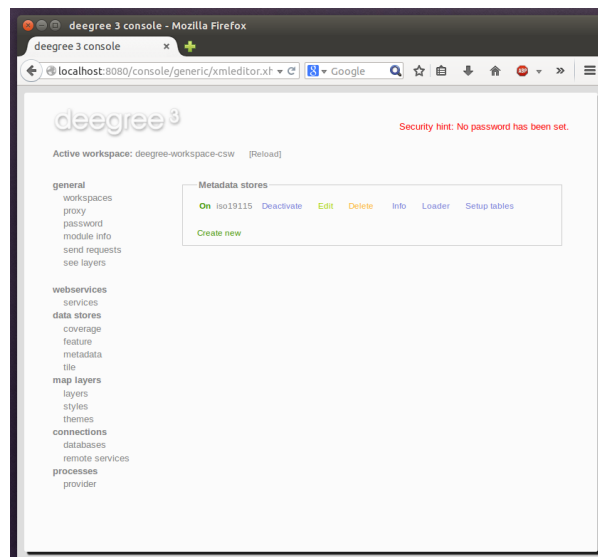 deegree 3 console - Mozilla Firefox
deegree 3 console ×
localhost:8080/console/generic/xmleditor.xh Google
deegree 3
Security hint: No password has been set.
Active workspace: deegree-workspace-csw [Reload]
general
workspaces
proxy
password
module info
send requests
see layers
webservices
services
data stores
coverage
feature
metadata
tile
map layers
layers
styles
themes
connections
databases
remote services
processes
provider
Metadata stores
On iso19115 Deactivate Edit Delete Info Loader Setup tables
Create new